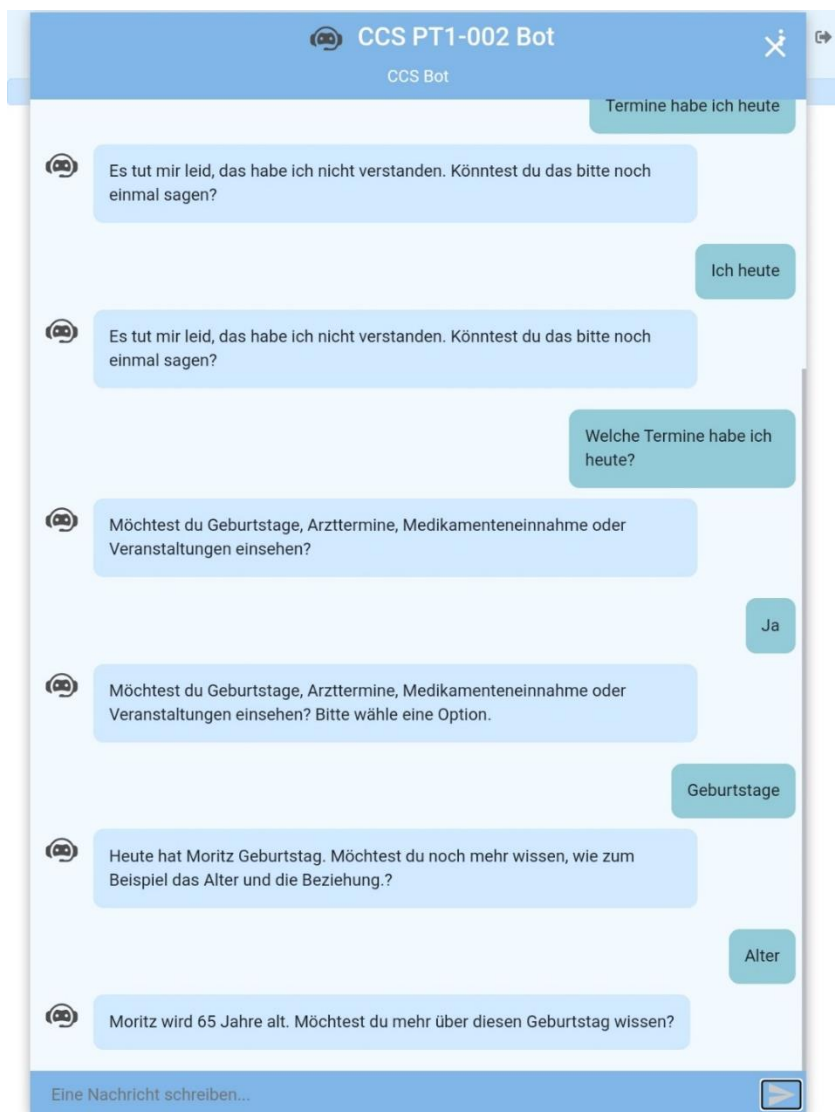 CCS PT1-002 Bot
CCS Bot
Termine habe ich heute
Es tut mir leid, das habe ich nicht verstanden. Könntest du das bitte noch
einmal sagen?
Ich heute
Es tut mir leid, das habe ich nicht verstanden. Könntest du das bitte noch
einmal sagen?
Welche Termine habe ich
heute?
Möchtest du Geburtstage, Arzttermine, Medikamenteneinnahme oder
Veranstaltungen einsehen?
Ja
Möchtest du Geburtstage, Arzttermine, Medikamenteneinnahme oder
Veranstaltungen einsehen? Bitte wähle eine Option.
Geburtstage
Heute hat Moritz Geburtstag. Möchtest du noch mehr wissen, wie zum
Beispiel das Alter und die Beziehung.?
Alter
Moritz wird 65 Jahre alt. Möchtest du mehr über diesen Geburtstag wissen?
Eine Nachricht schreiben...